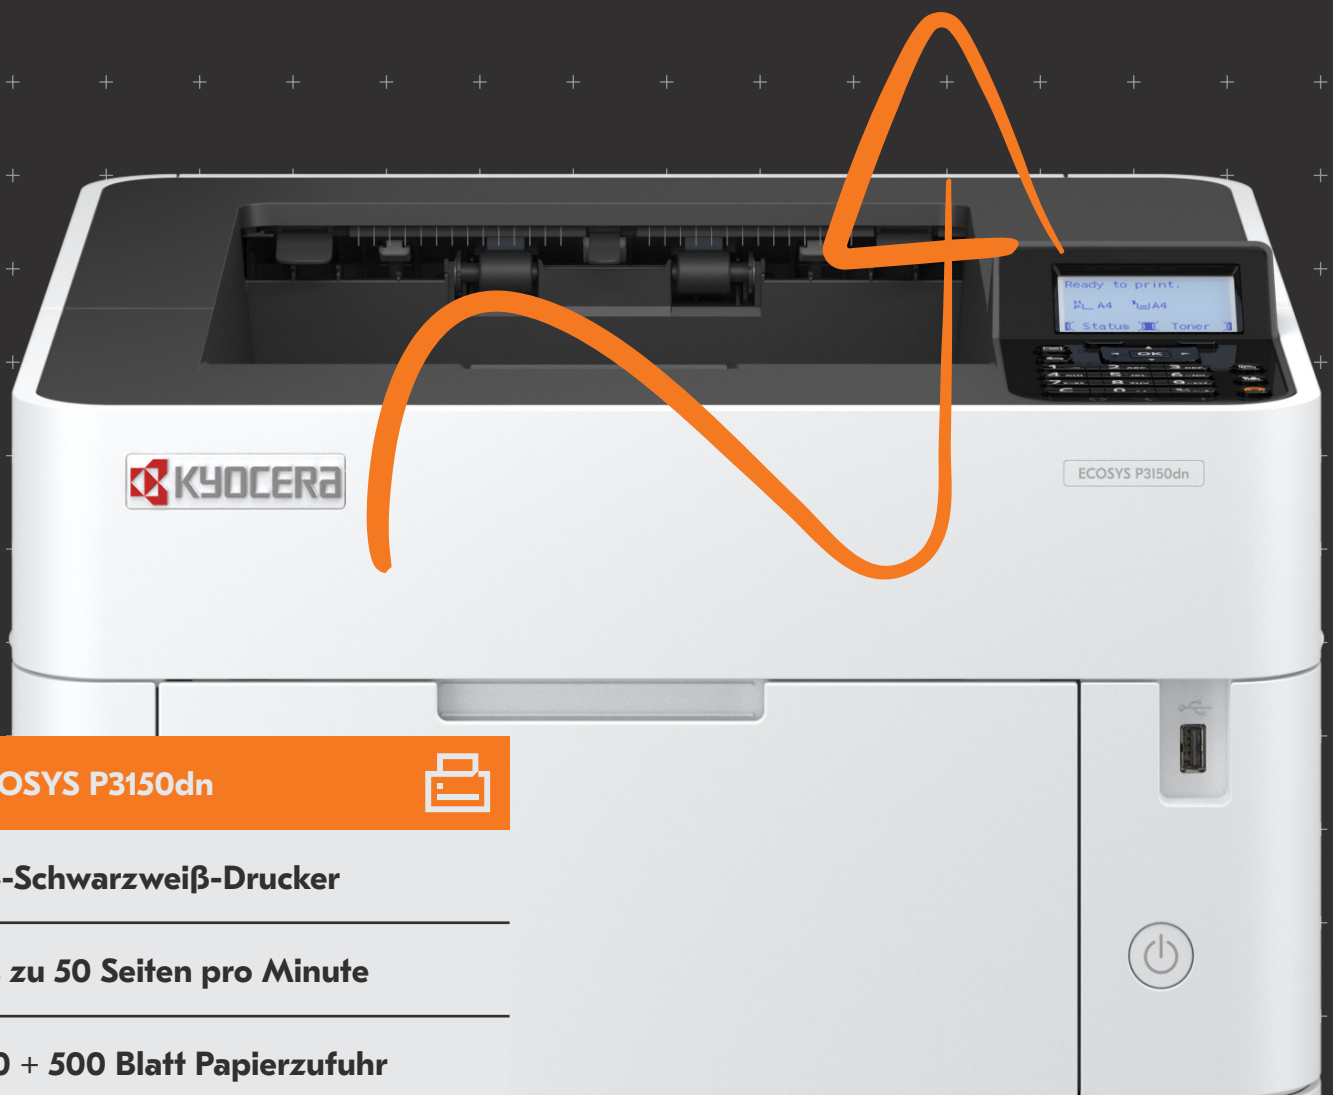 Ready to print.
A4 A4
Status Toner
OK
KYOCERA
ECOSYS P3150dn
OSYS P3150dn
-Schwarzweiß-Drucker
zu 50 Seiten pro Minute
0 + 500 Blatt Papierzufuhr